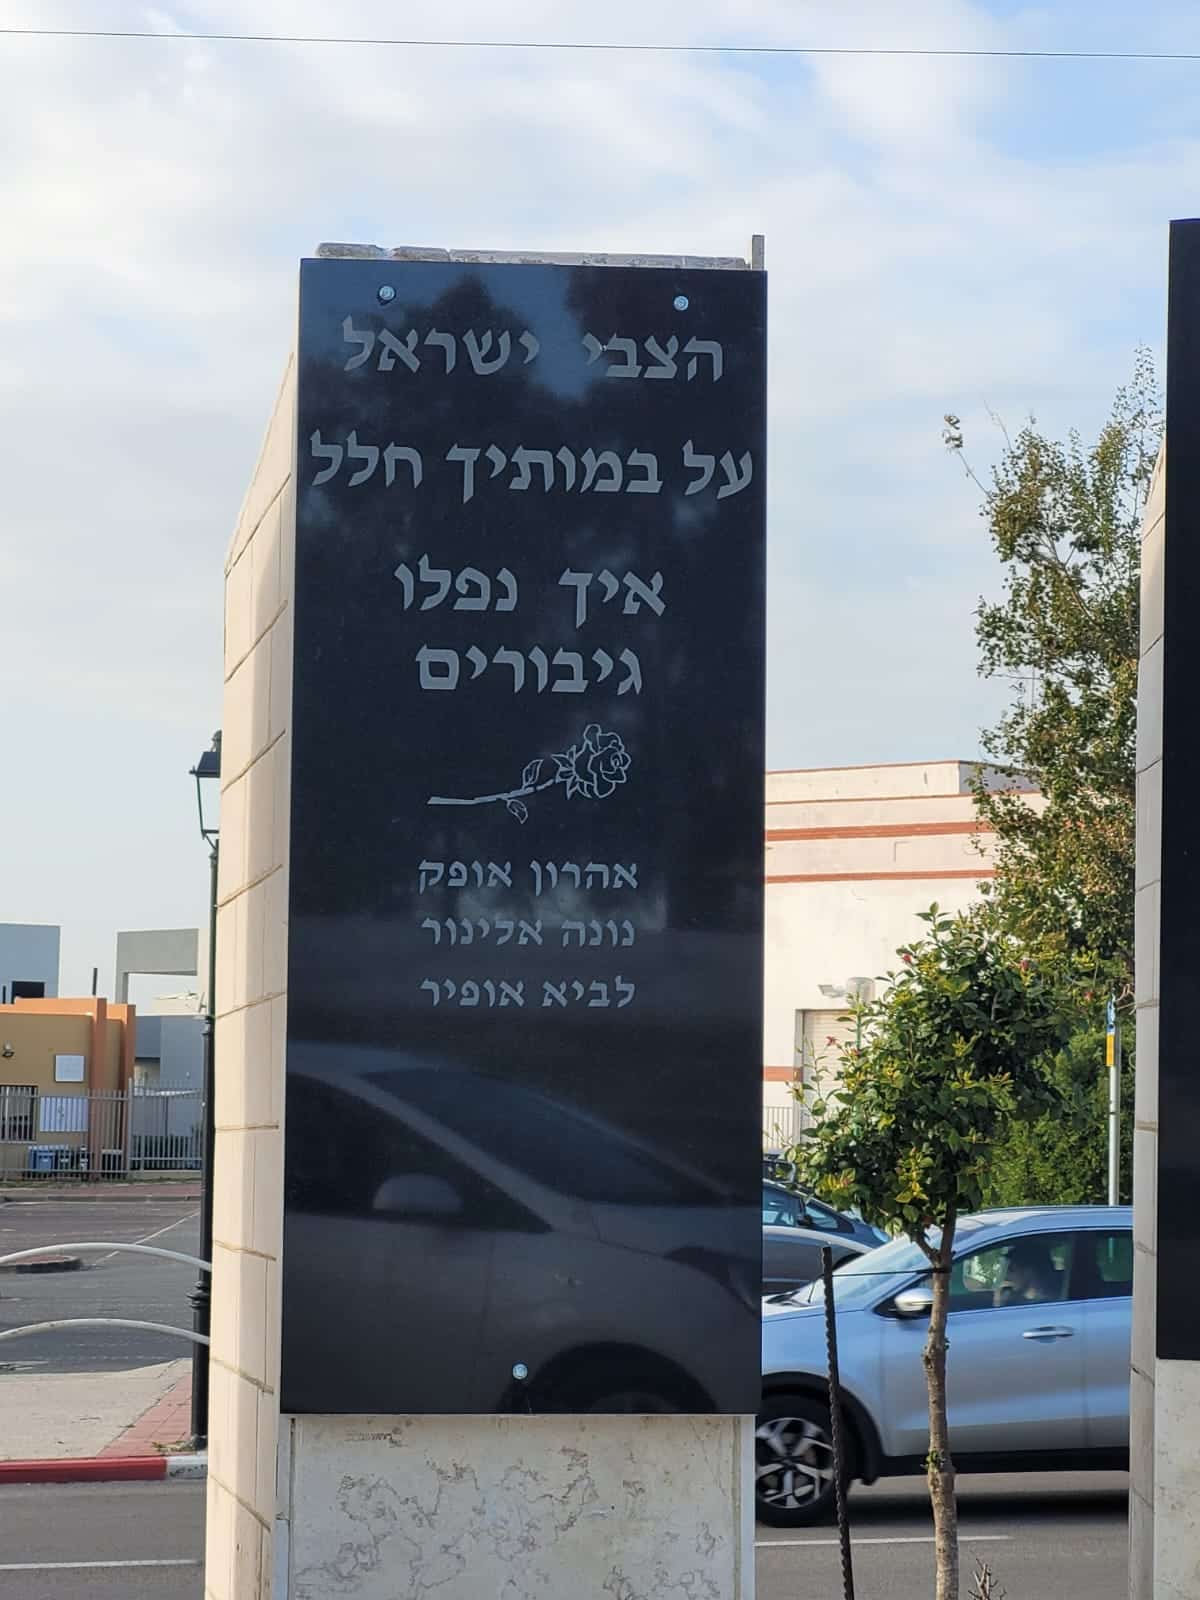 הצבי ישראל
על במותיך חלל
איך נפלו
גיבורים
אהרון אופק
נונה אלינור
לביא אופיר